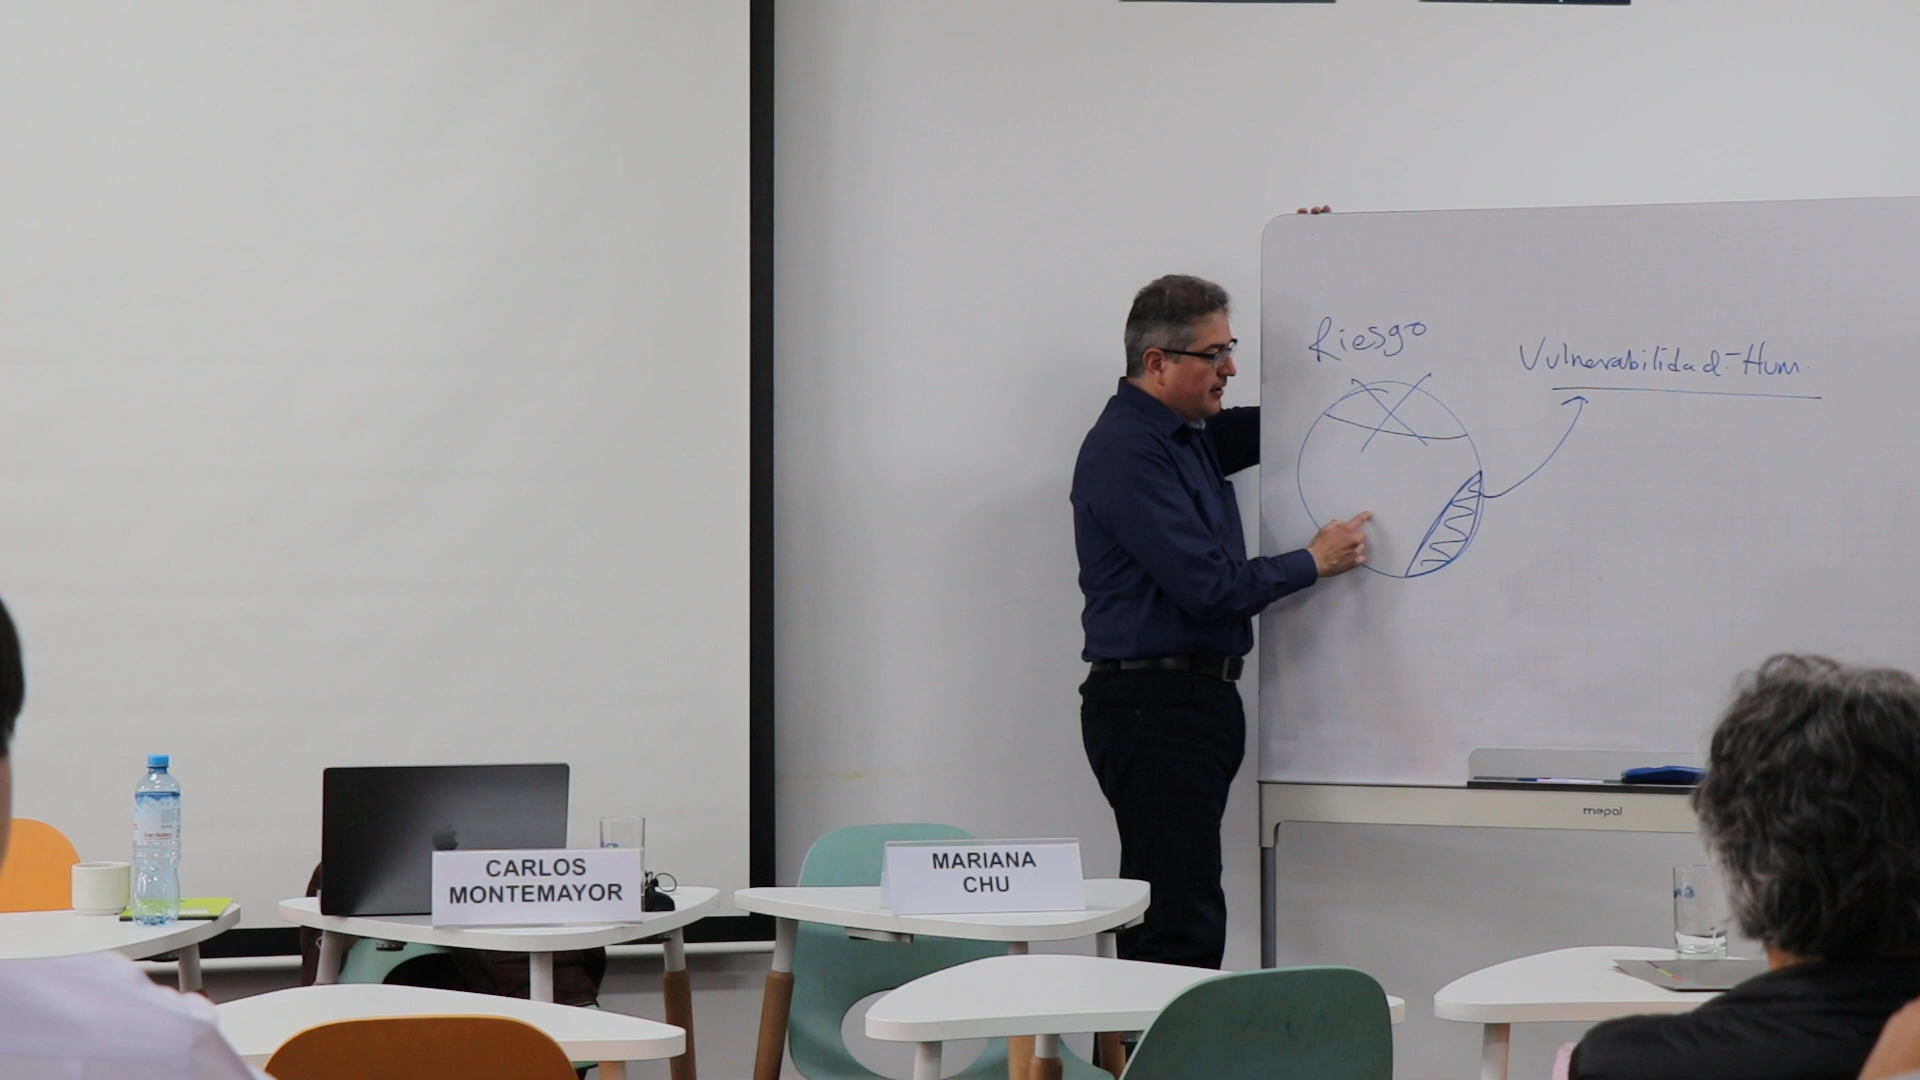 Riesgo
Vulnerabilidad - Hum.
mepal
CARLOS
MONTEMAYOR
MARIANA
CHU